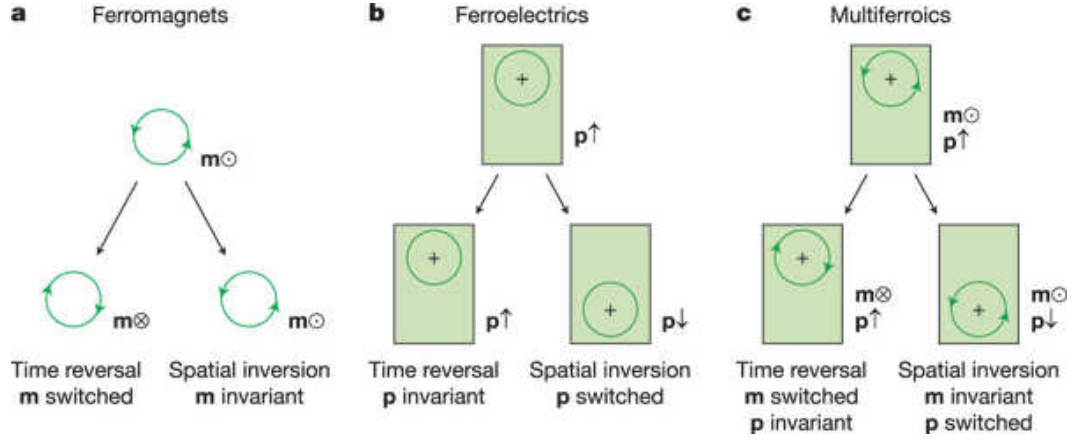 a Ferromagnets
m⊙
m⊗
m⊙
Time reversal
m switched
Spatial inversion
m invariant
b Ferroelectrics
+
p↑
+
p↑
+
p↓
Time reversal
p invariant
Spatial inversion
p switched
c Multiferroics
+
m⊙
p↑
+
m⊗
p↑
+
m⊙
p↓
Time reversal
m switched
p invariant
Spatial inversion
m invariant
p switched